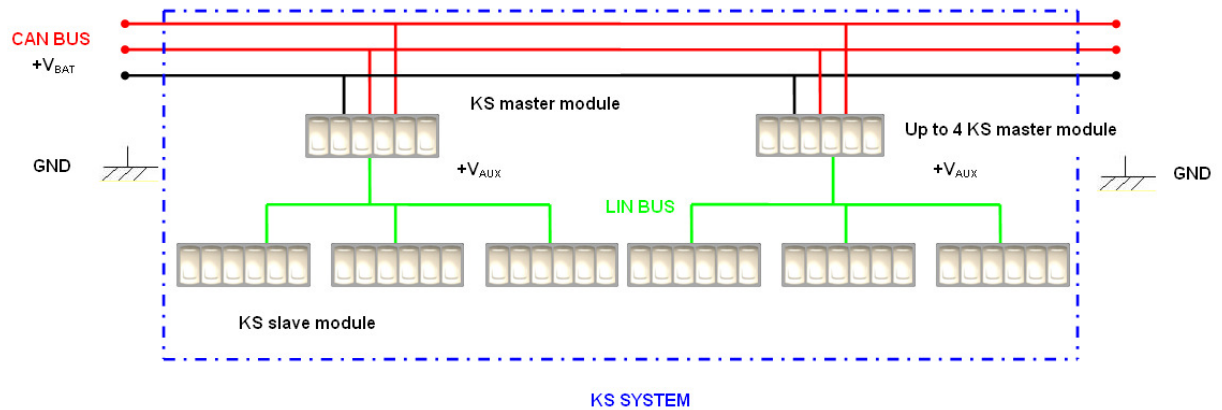 CAN BUS
+VBAT
KS master module
Up to 4 KS master module
GND
+VAUX
+VAUX
GND
LIN BUS
KS slave module
KS SYSTEM